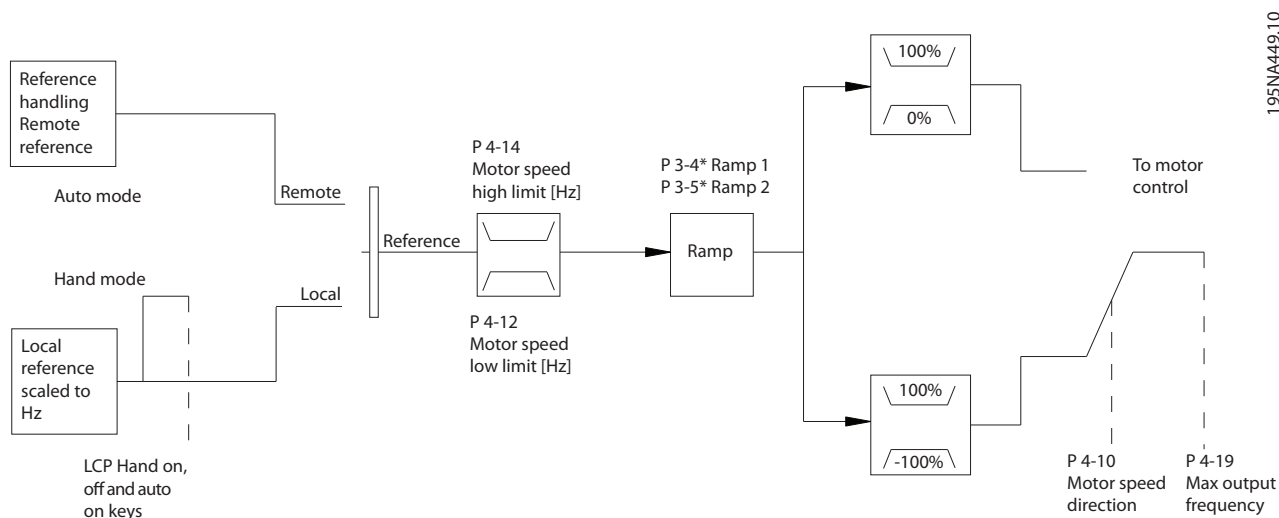 Reference
handling
Remote
reference
Auto mode
Remote
Hand mode
Local
Local
reference
scaled to
Hz
LCP Hand on,
off and auto
on keys
Reference
P 4-14
Motor speed
high limit [Hz]
P 4-12
Motor speed
low limit [Hz]
P 3-4* Ramp 1
P 3-5* Ramp 2
Ramp
100%
0%
100%
-100%
To motor
control
P 4-10
Motor speed
direction
P 4-19
Max output
frequency
195NA449.10